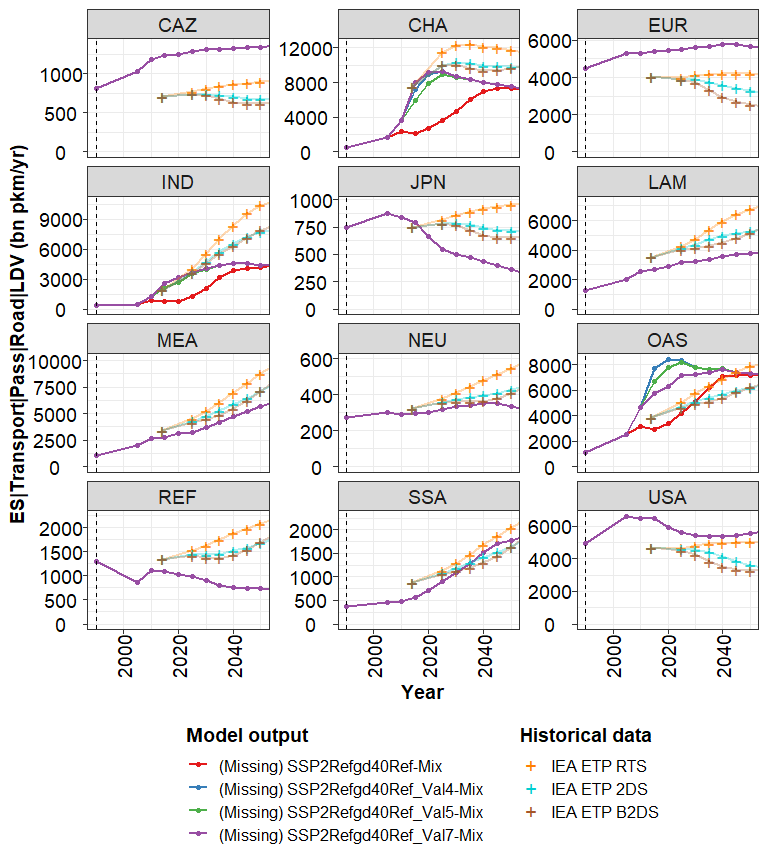 ES|Transport|Pass|Road|LDV (bn pkm/yr)
CAZ CHA EUR
1000 500 0
12000 8000 4000 0
6000 4000 2000 0
IND JPN LAM
9000 6000 3000 0
1000 750 500 250 0
6000 4000 2000 0
MEA NEU OAS
10000 7500 5000 2500 0
600 400 200 0
8000 6000 4000 2000 0
REF SSA USA
2000 1500 1000 500 0
2000 1500 1000 500 0
6000 4000 2000 0
2000 2020 2040 2000 2020 2040 2000 2020 2040
Year
Model output
(Missing) SSP2Refgd40Ref-Mix
(Missing) SSP2Refgd40Ref_Val4-Mix
(Missing) SSP2Refgd40Ref_Val5-Mix
(Missing) SSP2Refgd40Ref_Val7-Mix
Historical data
IEA ETP RTS
IEA ETP 2DS
IEA ETP B2DS